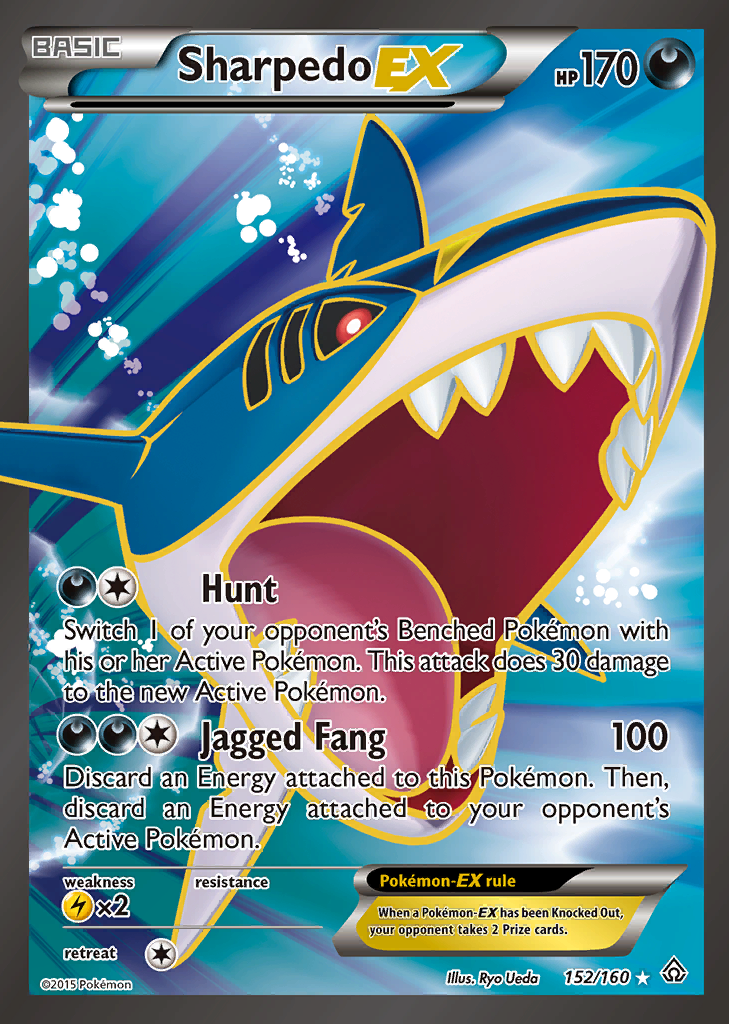 BASIC
Sharpedo EX
HP 170
Hunt
Switch 1 of your opponent's Benched Pokémon with
his or her Active Pokémon. This attack does 30 damage
to the new Active Pokémon.
Jagged Fang 100
Discard an Energy attached to this Pokémon. Then,
discard an Energy attached to your opponent's
Active Pokémon.
weakness resistance
×2
retreat
Pokémon-EX rule
When a Pokémon-EX has been Knocked Out,
your opponent takes 2 Prize cards.
©2015 Pokémon
Illus. Ryo Ueda 152/160